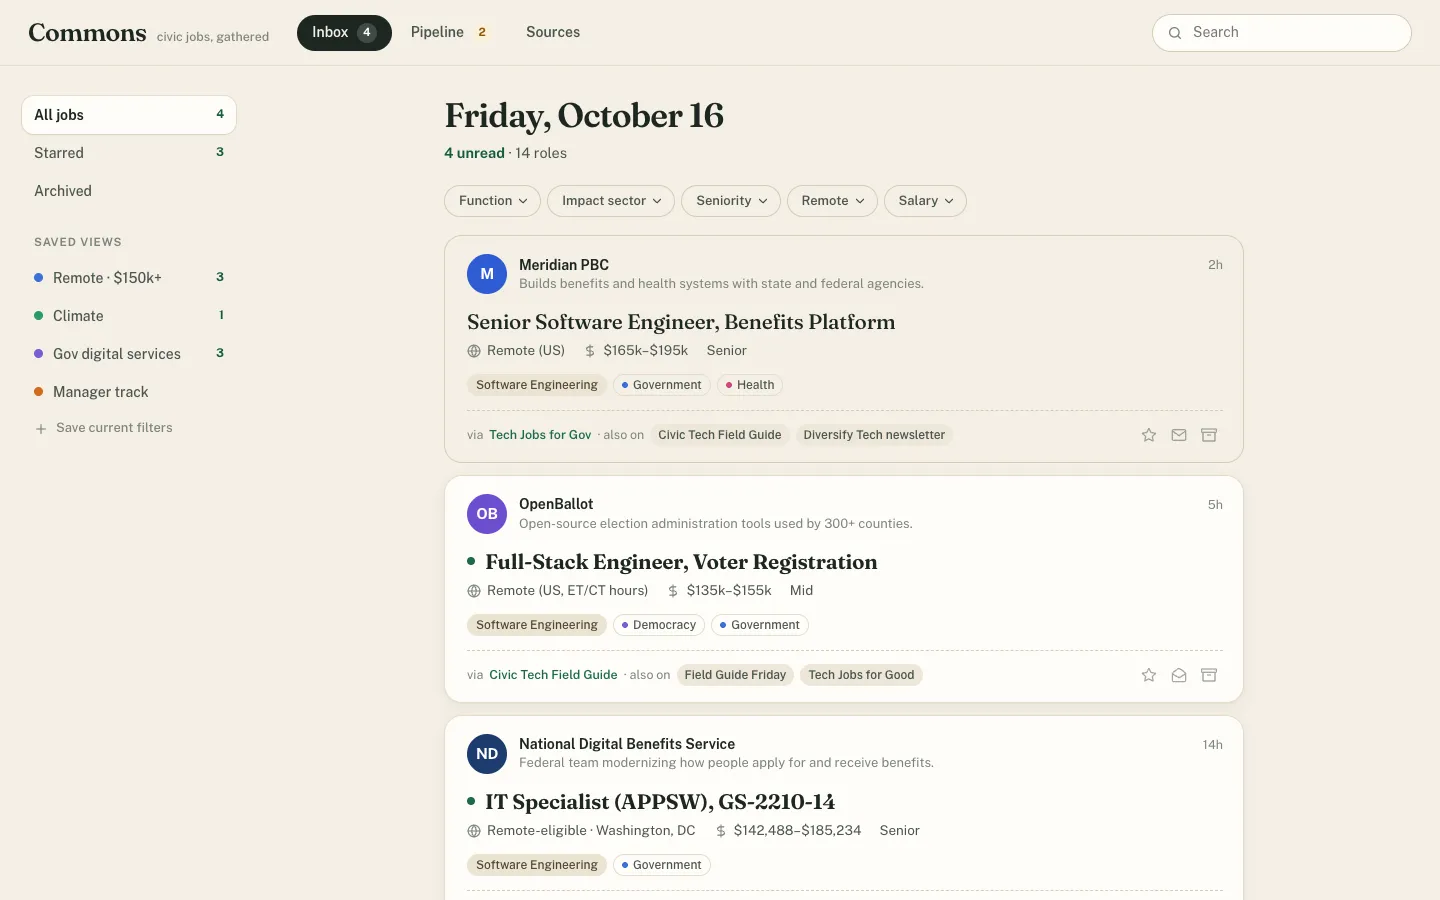 Commons civic jobs, gathered Inbox 4 Pipeline 2 Sources Search
All jobs 4
Starred 3
Archived
SAVED VIEWS
Remote · $150k+ 3
Climate 1
Gov digital services 3
Manager track
Save current filters
Friday, October 16
4 unread · 14 roles
Function Impact sector Seniority Remote Salary
M Meridian PBC 2h
Builds benefits and health systems with state and federal agencies.
Senior Software Engineer, Benefits Platform
Remote (US) $ $165k–$195k Senior
Software Engineering Government Health
via Tech Jobs for Gov · also on Civic Tech Field Guide Diversify Tech newsletter
OB OpenBallot 5h
Open-source election administration tools used by 300+ counties.
Full-Stack Engineer, Voter Registration
Remote (US, ET/CT hours) $ $135k–$155k Mid
Software Engineering Democracy Government
via Civic Tech Field Guide · also on Field Guide Friday Tech Jobs for Good
ND National Digital Benefits Service 14h
Federal team modernizing how people apply for and receive benefits.
IT Specialist (APPSW), GS-2210-14
Remote-eligible · Washington, DC $ $142,488–$185,234 Senior
Software Engineering Government